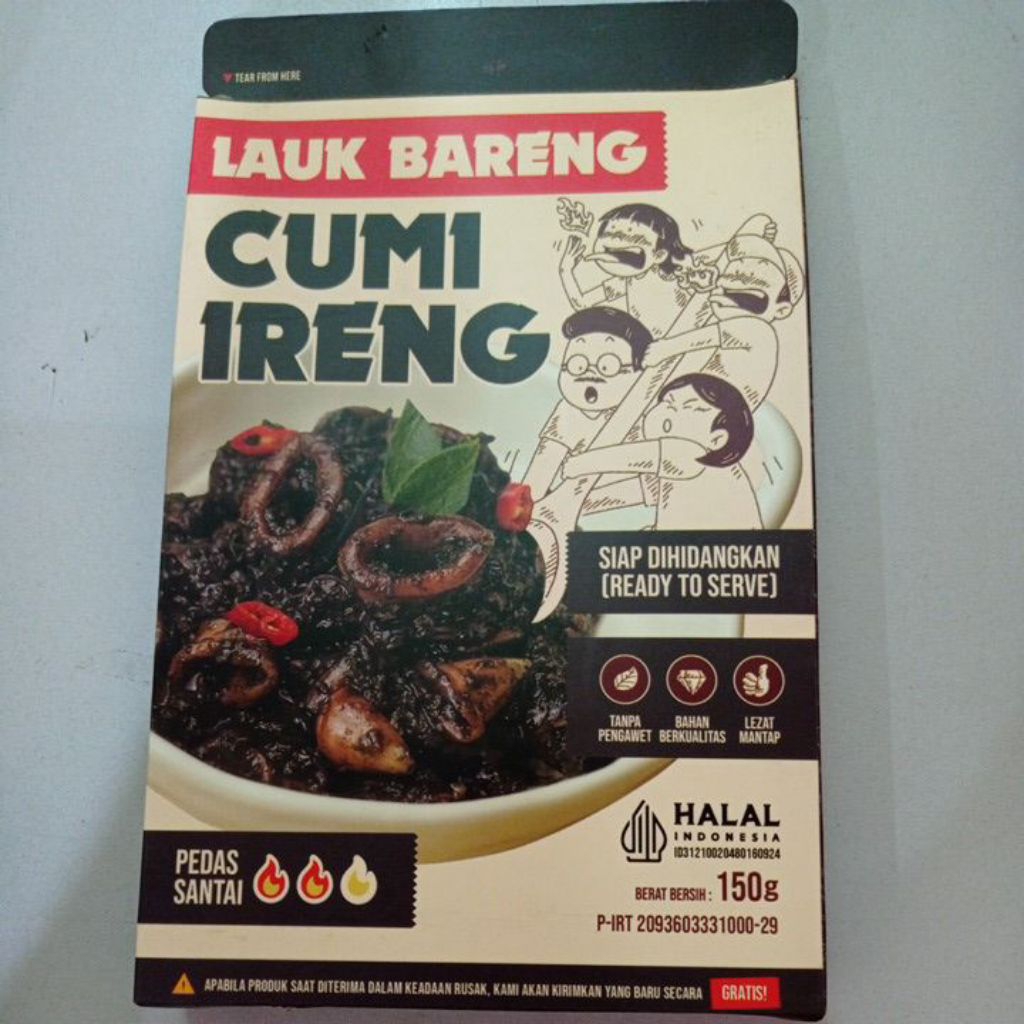 TEAR FROM HERE
LAUK BARENG
CUMI
IRENG
SIAP DIHIDANGKAN
(READY TO SERVE)
TANPA PENGAWET
BAHAN BERKUALITAS
LEZAT MANTAP
HALAL
INDONESIA
ID31210020480160924
BERAT BERSIH : 150g
P-IRT 2093603331000-29
PEDAS
SANTAI
APABILA PRODUK SAAT DITERIMA DALAM KEADAAN RUSAK, KAMI AKAN KIRIMKAN YANG BARU SECARA GRATIS!